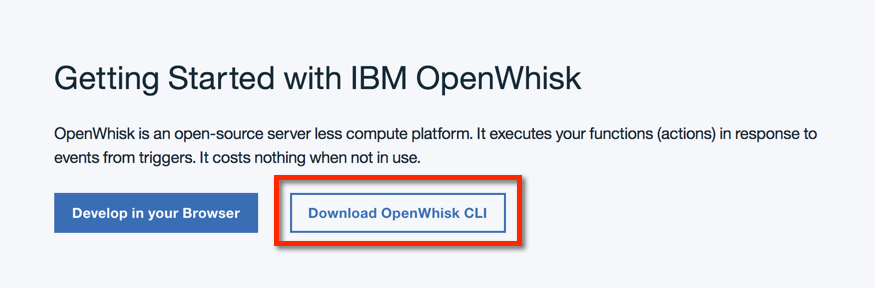 Getting Started with IBM OpenWhisk
OpenWhisk is an open-source server less compute platform. It executes your functions (actions) in response to
events from triggers. It costs nothing when not in use.
Develop in your Browser
Download OpenWhisk CLI